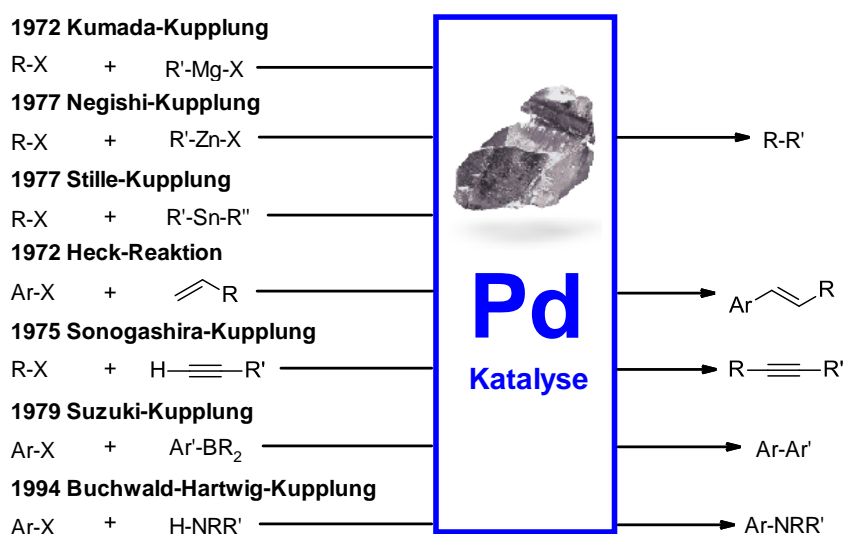 1972 Kumada-Kupplung
R-X + R'-Mg-X
1977 Negishi-Kupplung
R-X + R'-Zn-X R-R'
1977 Stille-Kupplung
R-X + R'-Sn-R"
1972 Heck-Reaktion
Ar-X + R Ar R
Pd
1975 Sonogashira-Kupplung
R-X + H R' R R'
Katalyse
1979 Suzuki-Kupplung
Ar-X + Ar'-BR2 Ar-Ar'
1994 Buchwald-Hartwig-Kupplung
Ar-X + H-NRR' Ar-NRR'